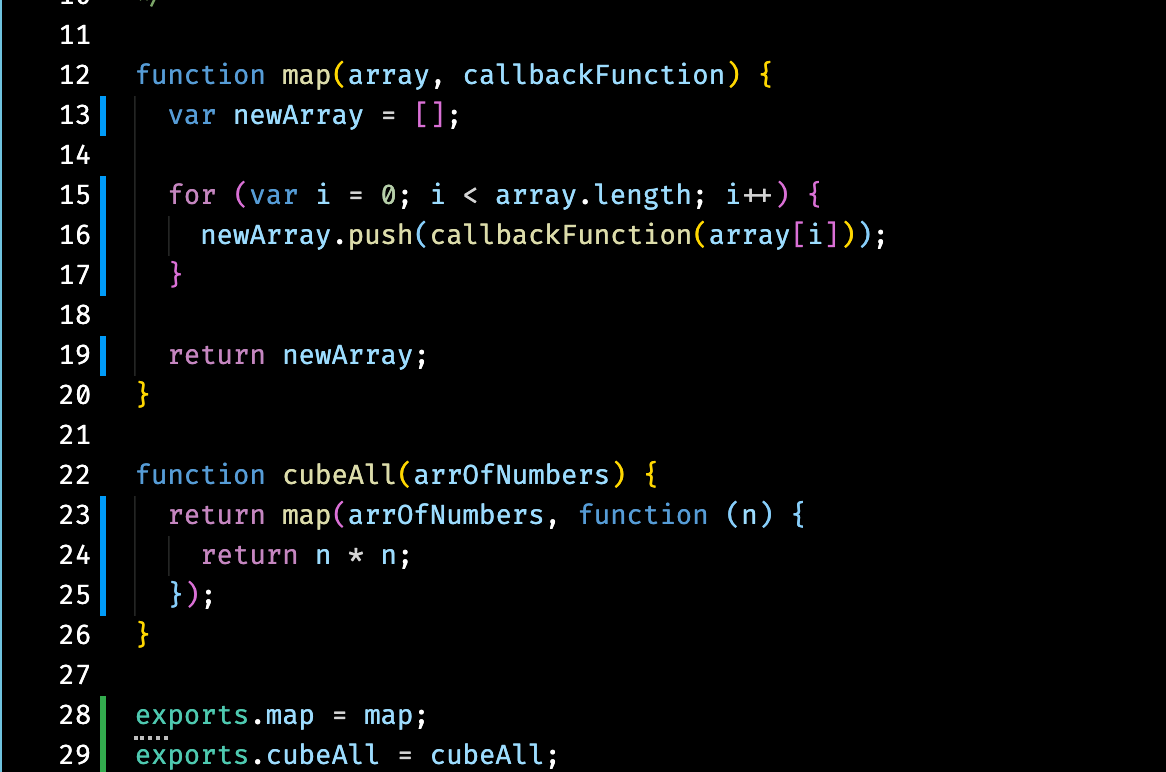 10 */
11
12 function map(array, callbackFunction) {
13   var newArray = [];
14
15   for (var i = 0; i < array.length; i++) {
16     newArray.push(callbackFunction(array[i]));
17   }
18
19   return newArray;
20 }
21
22 function cubeAll(arrOfNumbers) {
23   return map(arrOfNumbers, function (n) {
24     return n * n;
25   });
26 }
27
28 exports.map = map;
29 exports.cubeAll = cubeAll;